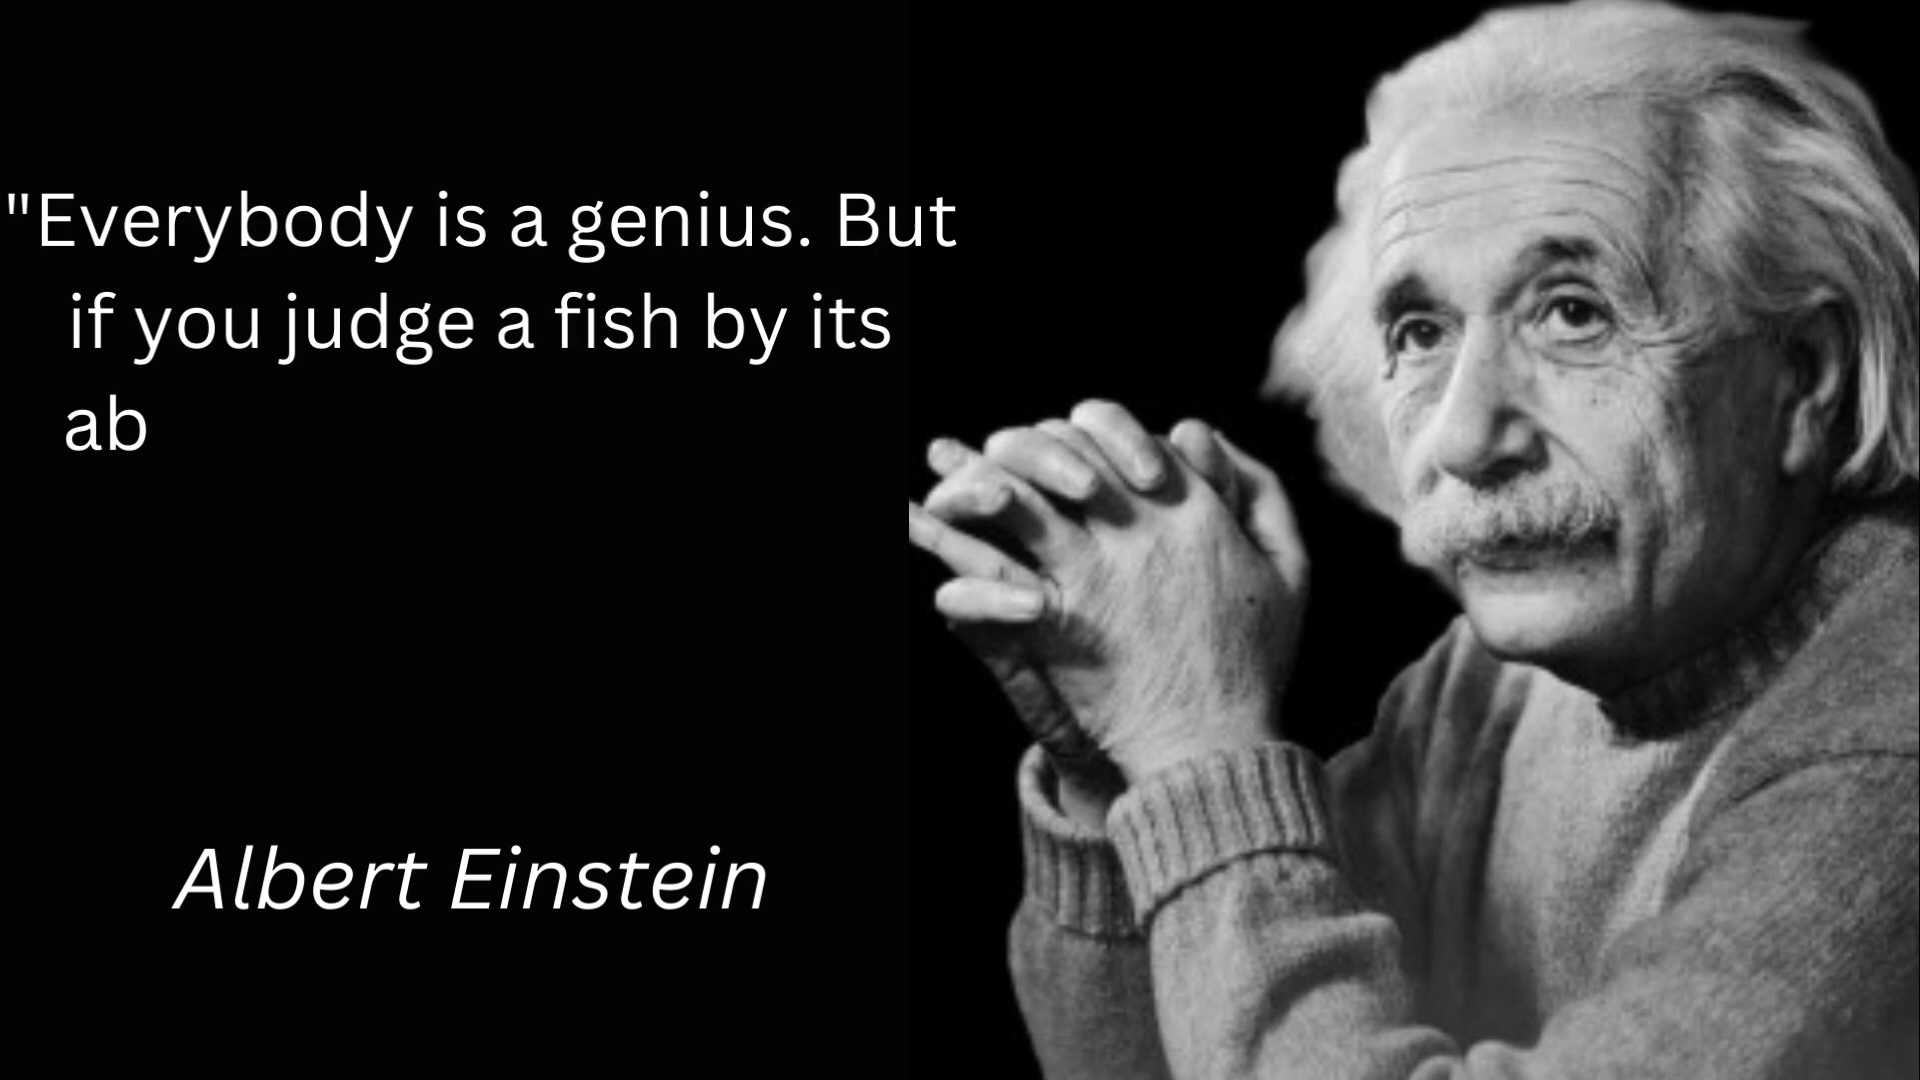 "Everybody is a genius. But
if you judge a fish by its
ab
Albert Einstein